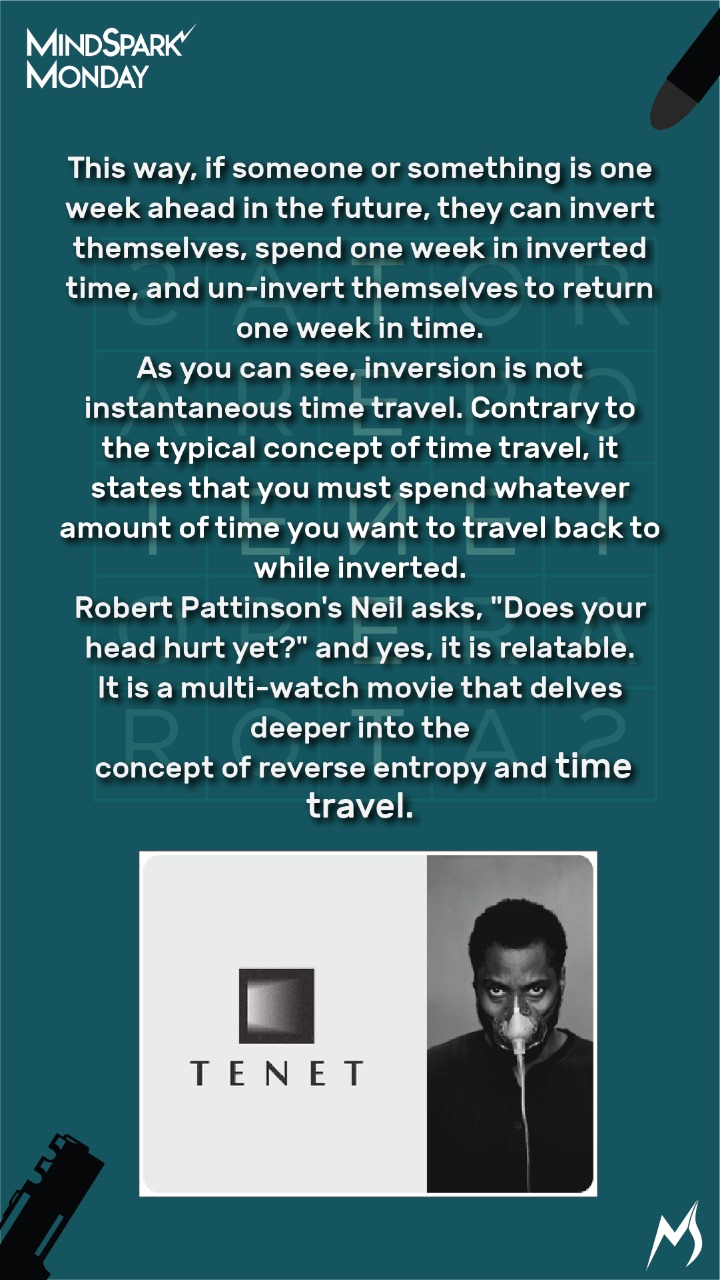 MINDSPARK
MONDAY
This way, if someone or something is one
week ahead in the future, they can invert
themselves, spend one week in inverted
time, and un-invert themselves to return
one week in time.
As you can see, inversion is not
instantaneous time travel. Contrary to
the typical concept of time travel, it
states that you must spend whatever
amount of time you want to travel back to
while inverted.
Robert Pattinson's Neil asks, "Does your
head hurt yet?" and yes, it is relatable.
It is a multi-watch movie that delves
deeper into the
concept of reverse entropy and time
travel.
SATOR
AREPO
TENET
OPERA
ROTAS
TENET
M